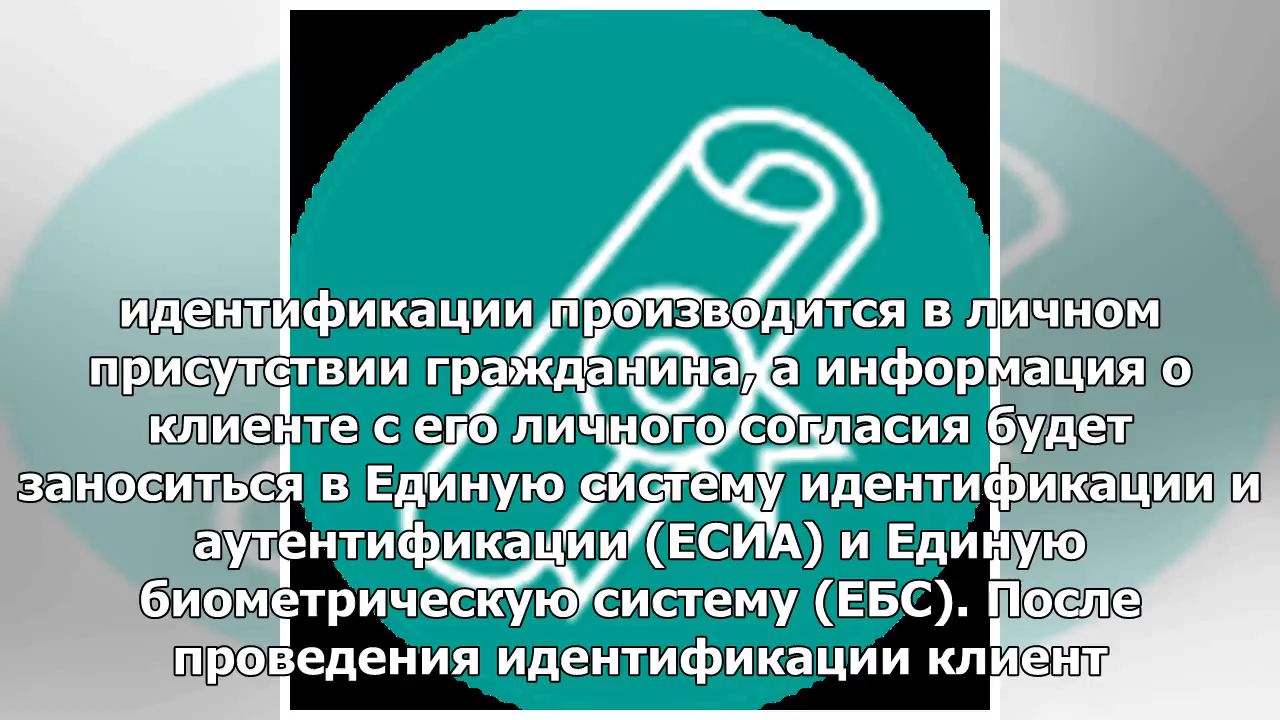 идентификации производится в личном
присутствии гражданина, а информация о
клиенте с его личного согласия будет
заноситься в Единую систему идентификации и
аутентификации (ЕСИА) и Единую
биометрическую систему (ЕБС). После
проведения идентификации клиент